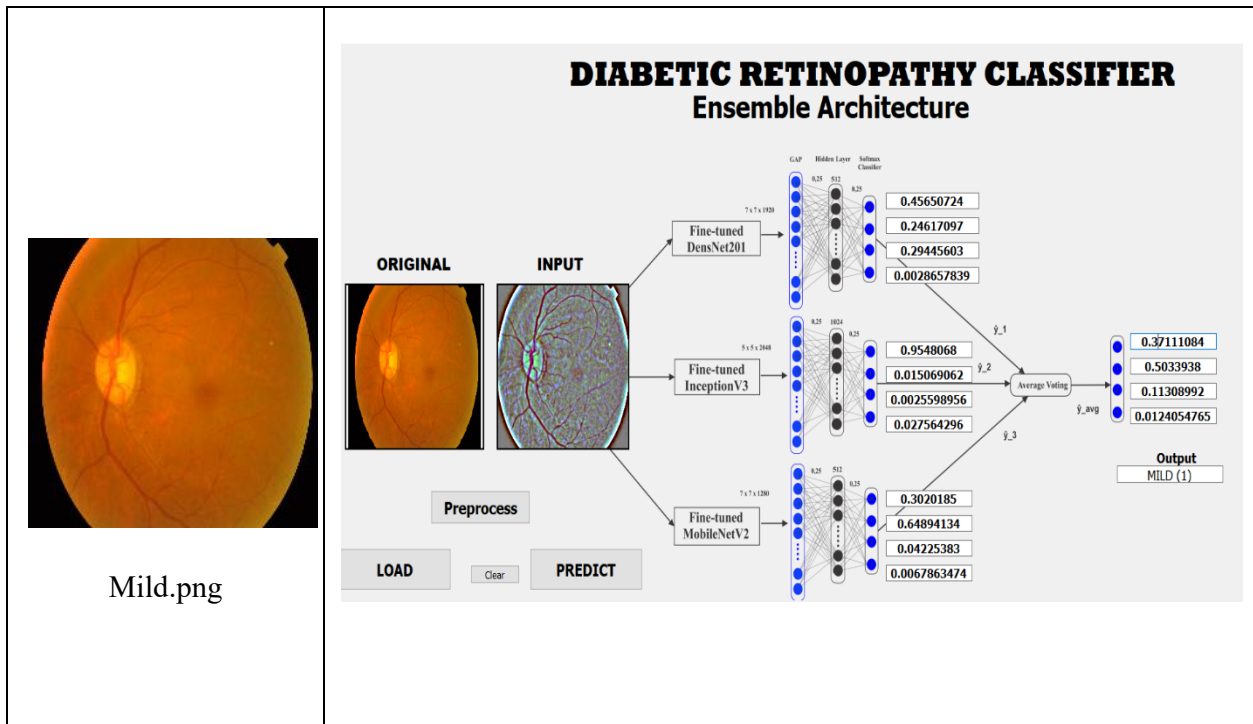 Mild.png
DIABETIC RETINOPATHY CLASSIFIER
Ensemble Architecture
GAP Hidden Layer Softmax
Classifier
0,25 512 0,25
7 x 7 x 1920
Fine-tuned
DensNet201
0.45650724
0.24617097
0.29445603
0.0028657839
ORIGINAL INPUT
0,25 1024 0,25
5 x 5 x 2048
Fine-tuned
InceptionV3
0.9548068
0.015069062
0.0025598956
0.027564296
ŷ_1
ŷ_2
ŷ_3
Average Voting
ŷ_avg
0.37111084
0.5033938
0.11308992
0.0124054765
Output
MILD (1)
0,25 512 0,25
7 x 7 x 1280
Fine-tuned
MobileNetV2
0.3020185
0.64894134
0.04225383
0.0067863474
Preprocess
LOAD Clear PREDICT